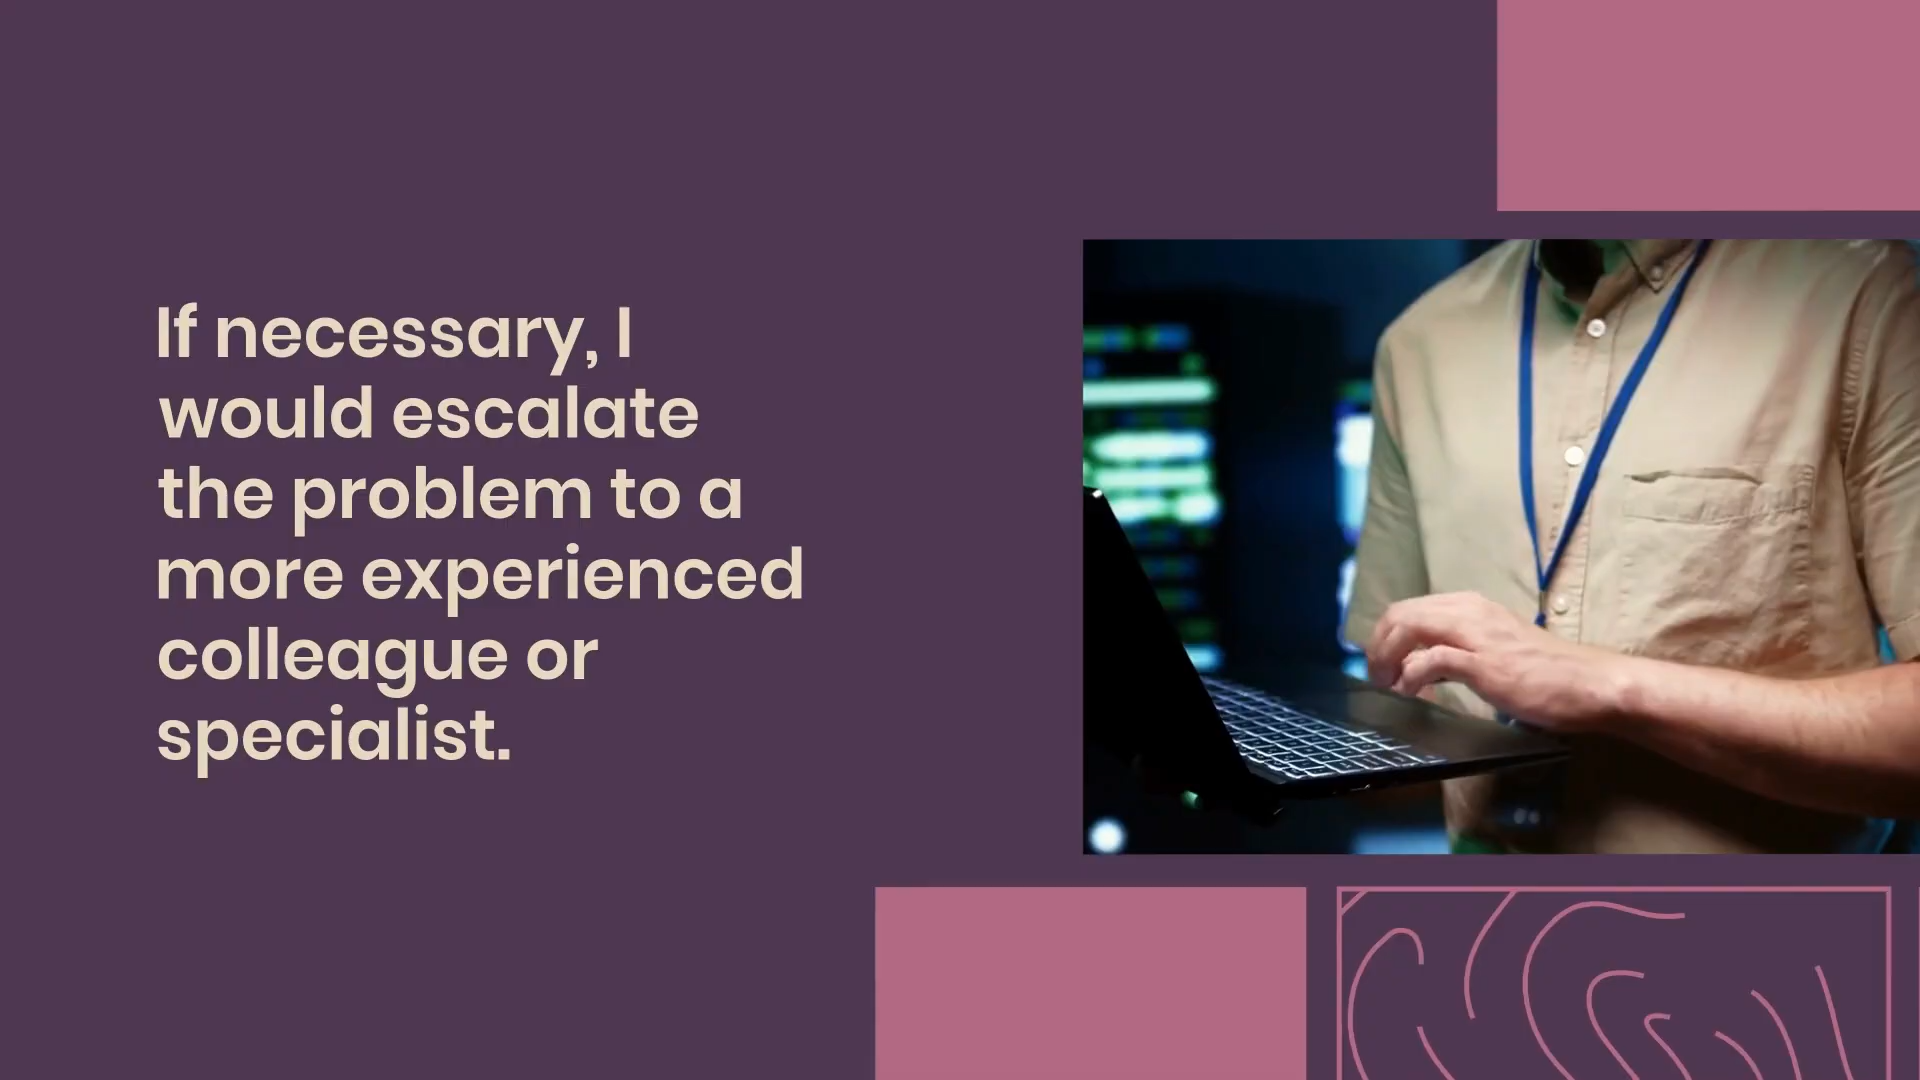 If necessary, I
would escalate
the problem to a
more experienced
colleague or
specialist.